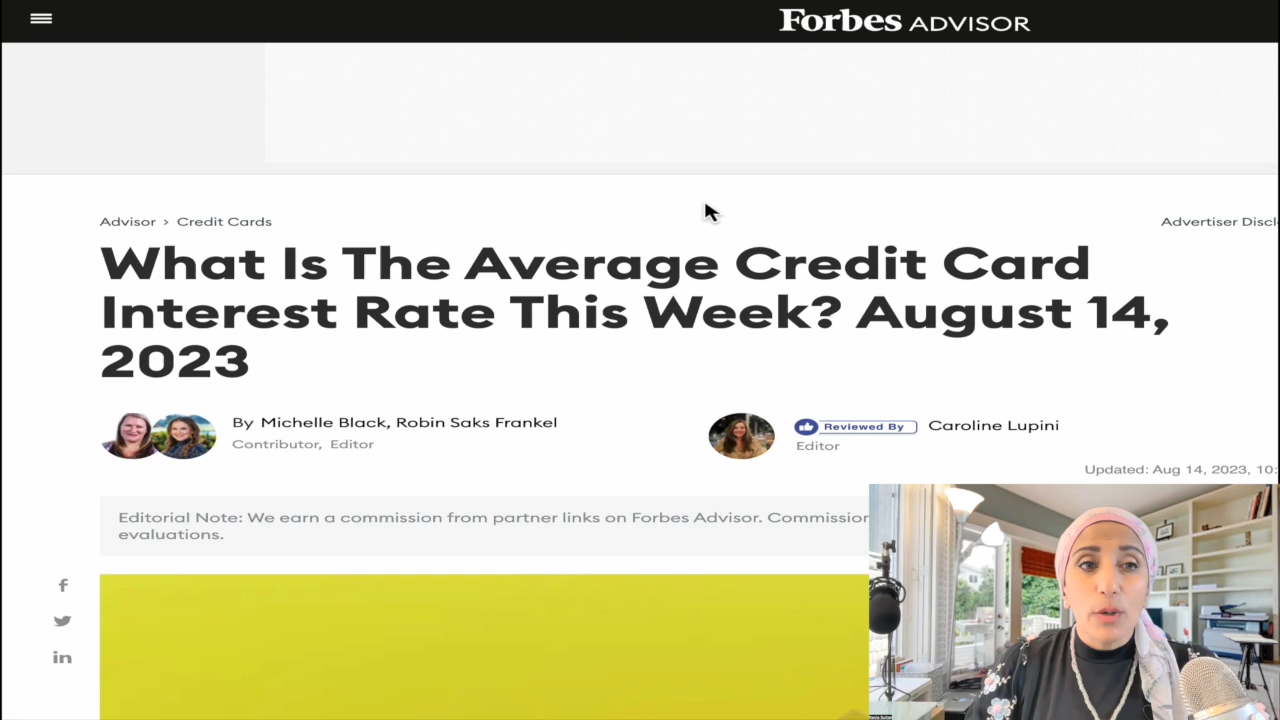 Forbes ADVISOR
Advisor > Credit Cards
Advertiser Discl
What Is The Average Credit Card
Interest Rate This Week? August 14,
2023
By Michelle Black, Robin Saks Frankel
Contributor, Editor
Reviewed By Caroline Lupini
Editor
Updated: Aug 14, 2023, 10:
Editorial Note: We earn a commission from partner links on Forbes Advisor. Commission
evaluations.
f
in